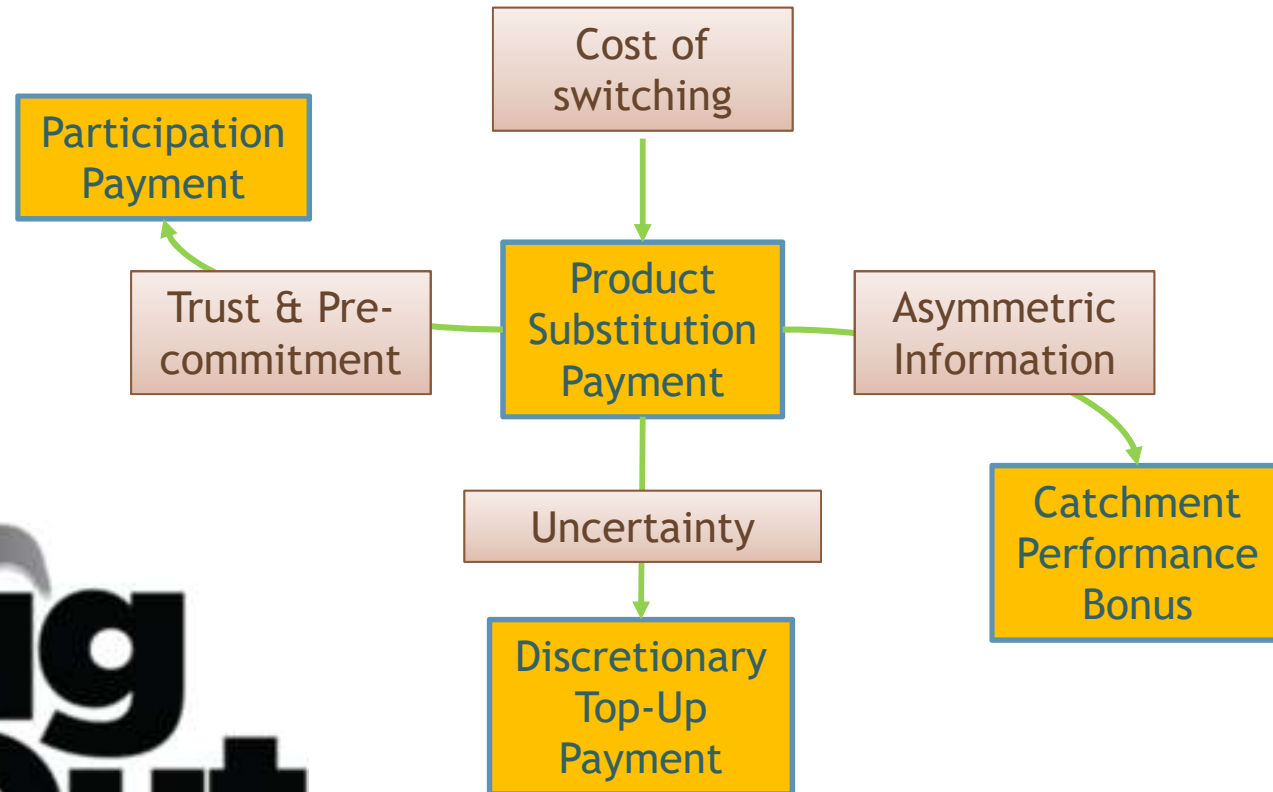 Cost of
switching
Participation
Payment
Trust & Pre-
commitment
Product
Substitution
Payment
Asymmetric
Information
Uncertainty
Catchment
Performance
Bonus
Discretionary
Top-Up
Payment